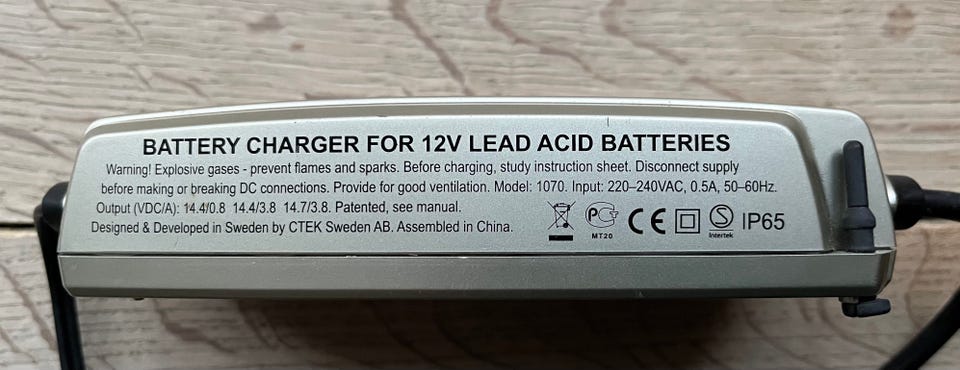 BATTERY CHARGER FOR 12V LEAD ACID BATTERIES
Warning! Explosive gases - prevent flames and sparks. Before charging, study instruction sheet. Disconnect supply
before making or breaking DC connections. Provide for good ventilation. Model: 1070. Input: 220–240VAC, 0.5A, 50–60Hz.
Output (VDC/A): 14.4/0.8 14.4/3.8 14.7/3.8. Patented, see manual.
Designed & Developed in Sweden by CTEK Sweden AB. Assembled in China.
MT20 CE S Intertek IP65